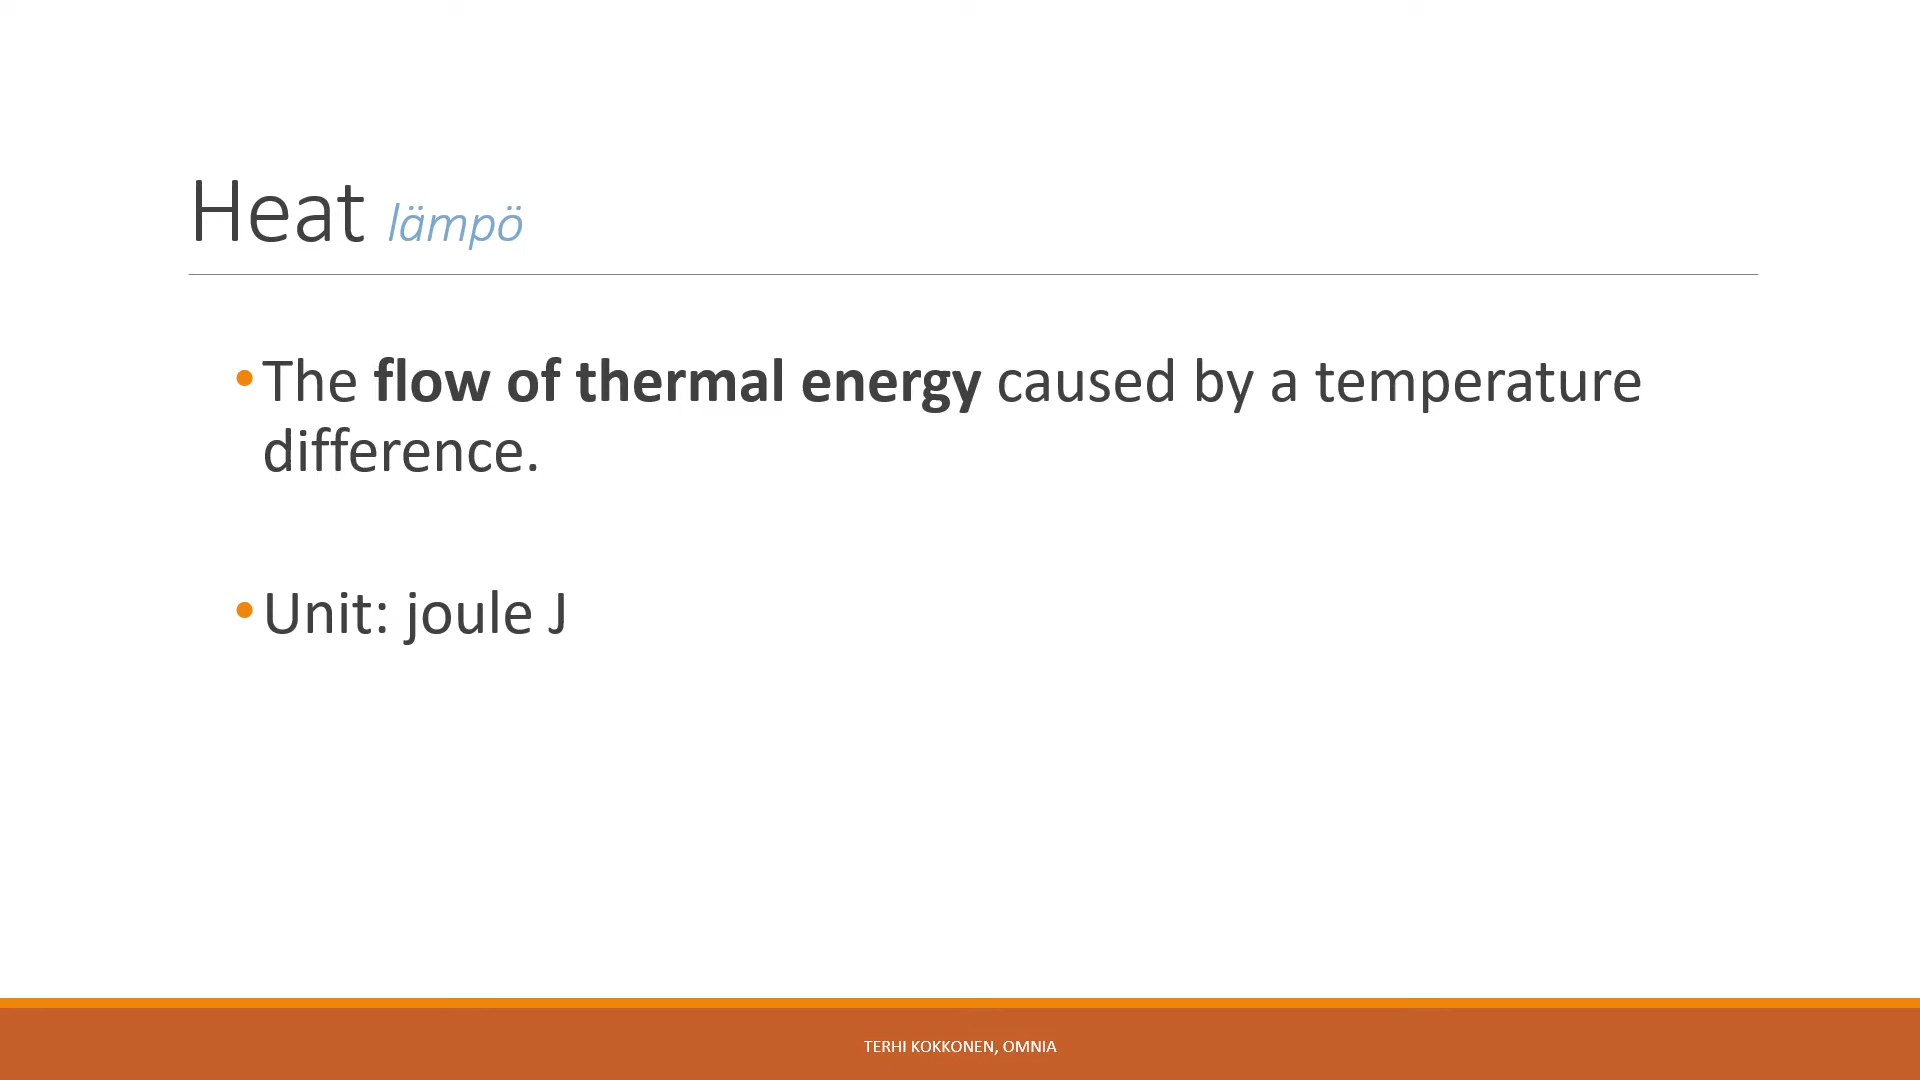 Heat lämpö
• The flow of thermal energy caused by a temperature
difference.
• Unit: joule J
TERHI KOKKONEN, OMNIA